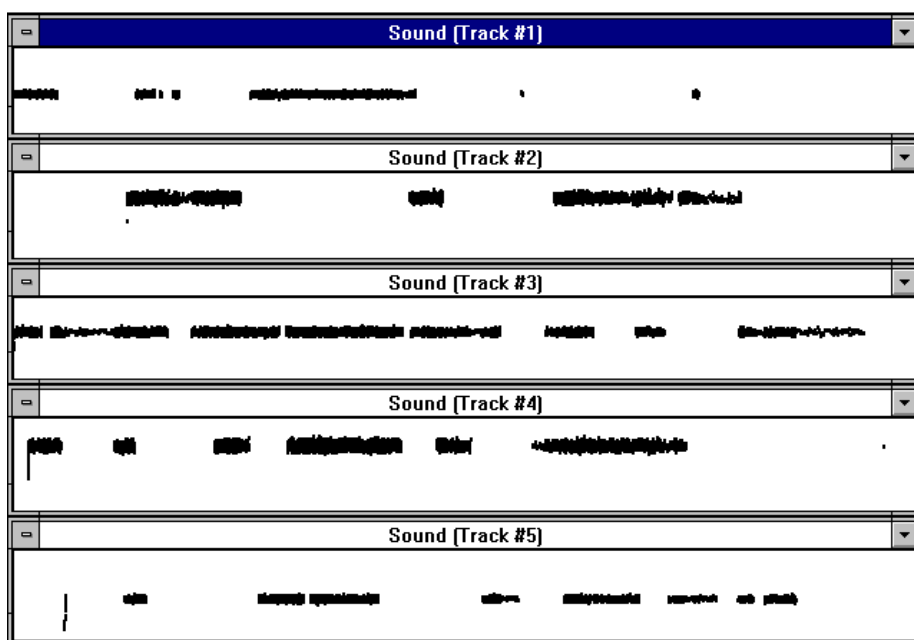 Sound (Track #1)
Sound (Track #2)
Sound (Track #3)
Sound (Track #4)
Sound (Track #5)